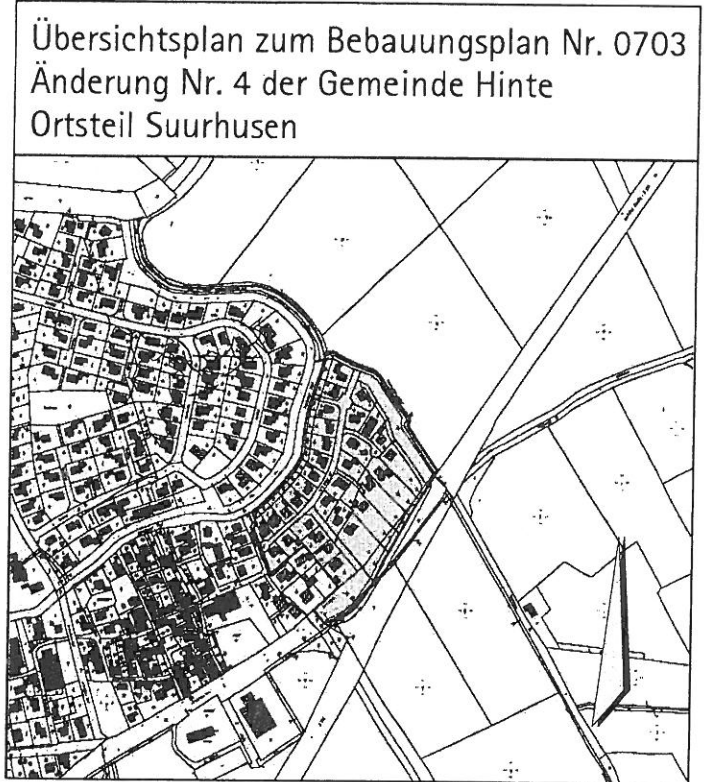 Übersichtsplan zum Bebauungsplan Nr. 0703
Änderung Nr. 4 der Gemeinde Hinte
Ortsteil Suurhusen